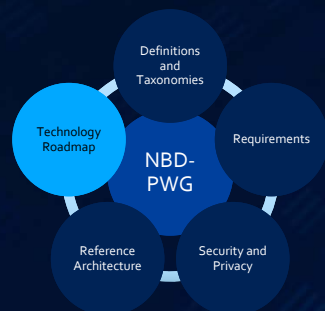 Definitions
and
Taxonomies
Technology
Roadmap
Requirements
NBD-
PWG
Reference
Architecture
Security and
Privacy